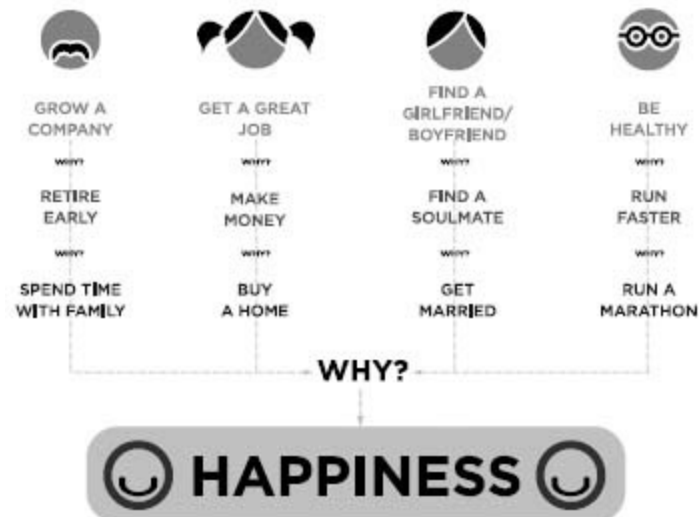 GROW A
COMPANY
WHY?
RETIRE
EARLY
WHY?
SPEND TIME
WITH FAMILY
GET A GREAT
JOB
WHY?
MAKE
MONEY
WHY?
BUY
A HOME
FIND A
GIRLFRIEND/
BOYFRIEND
WHY?
FIND A
SOULMATE
WHY?
GET
MARRIED
BE
HEALTHY
WHY?
RUN
FASTER
WHY?
RUN A
MARATHON
WHY?
HAPPINESS